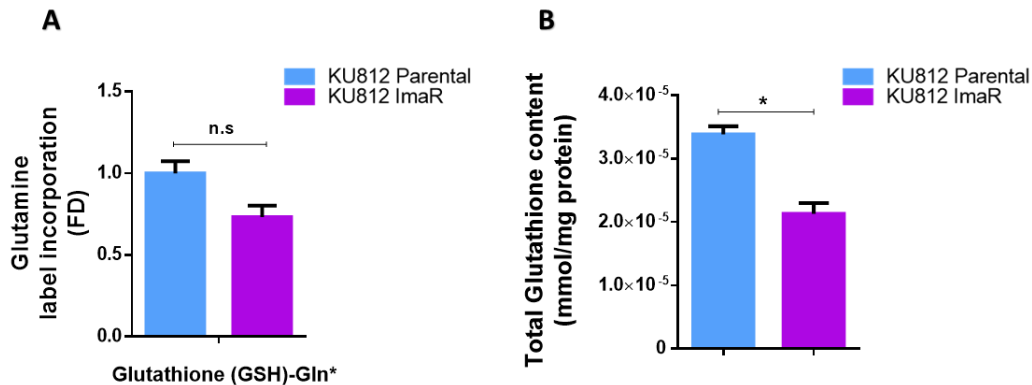 A
KU812 Parental
KU812 ImaR
Glutamine
label incorporation
(FD)
1.5
1.0
0.5
0.0
n.s
Glutathione (GSH)-Gln*
B
KU812 Parental
KU812 ImaR
Total Glutathione content
(mmol/mg protein)
4.0×10⁻⁵
3.0×10⁻⁵
2.0×10⁻⁵
1.0×10⁻⁵
0
*